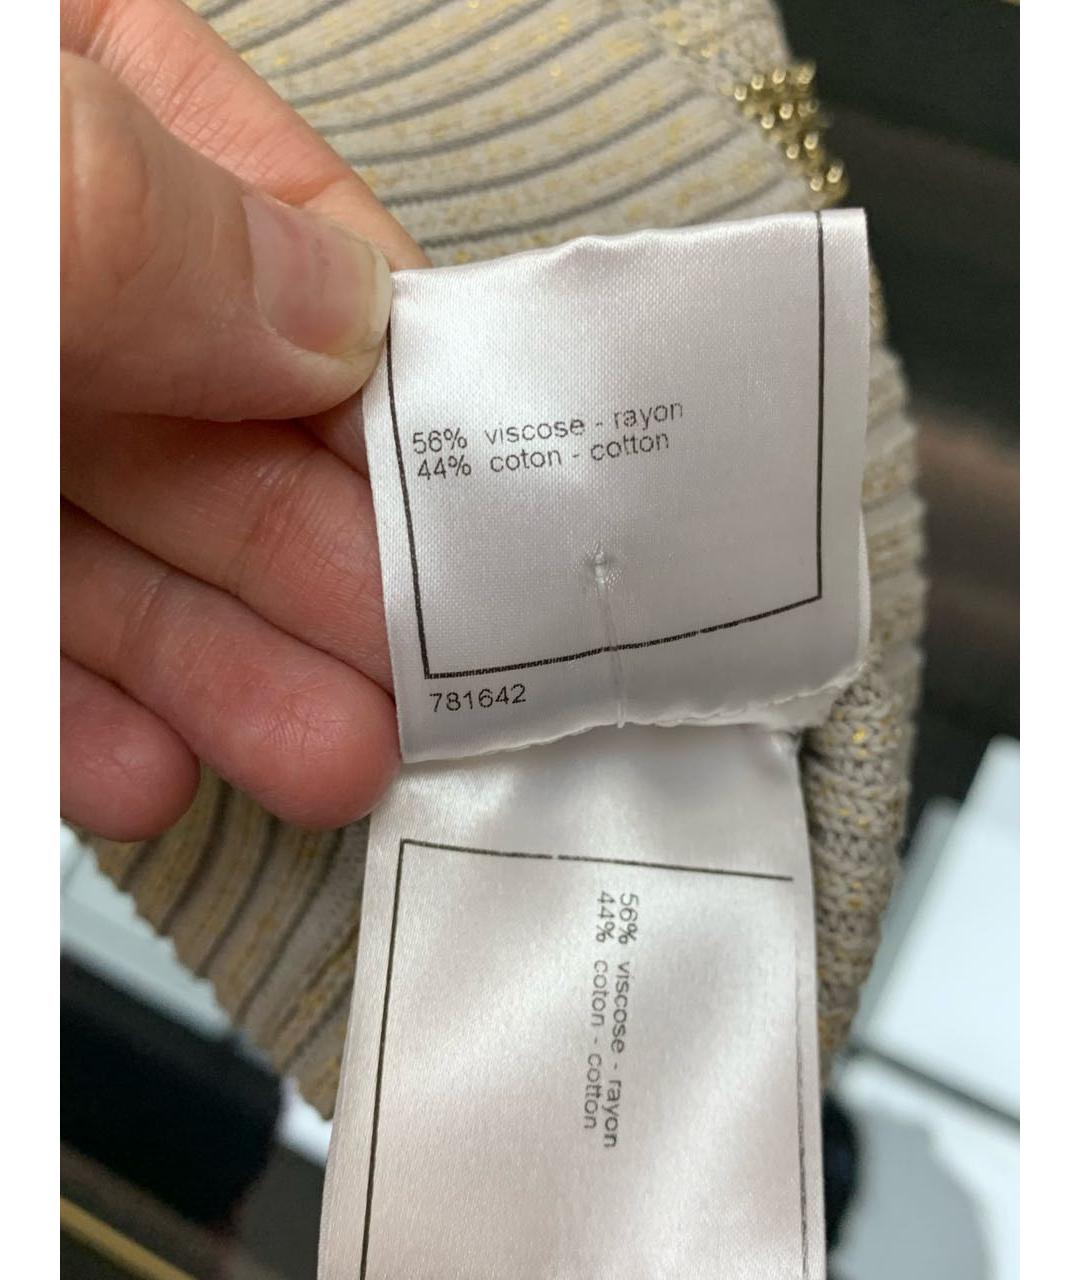 56% viscose - rayon
44% coton - cotton
781642
56% viscose - rayon
44% coton - cotton